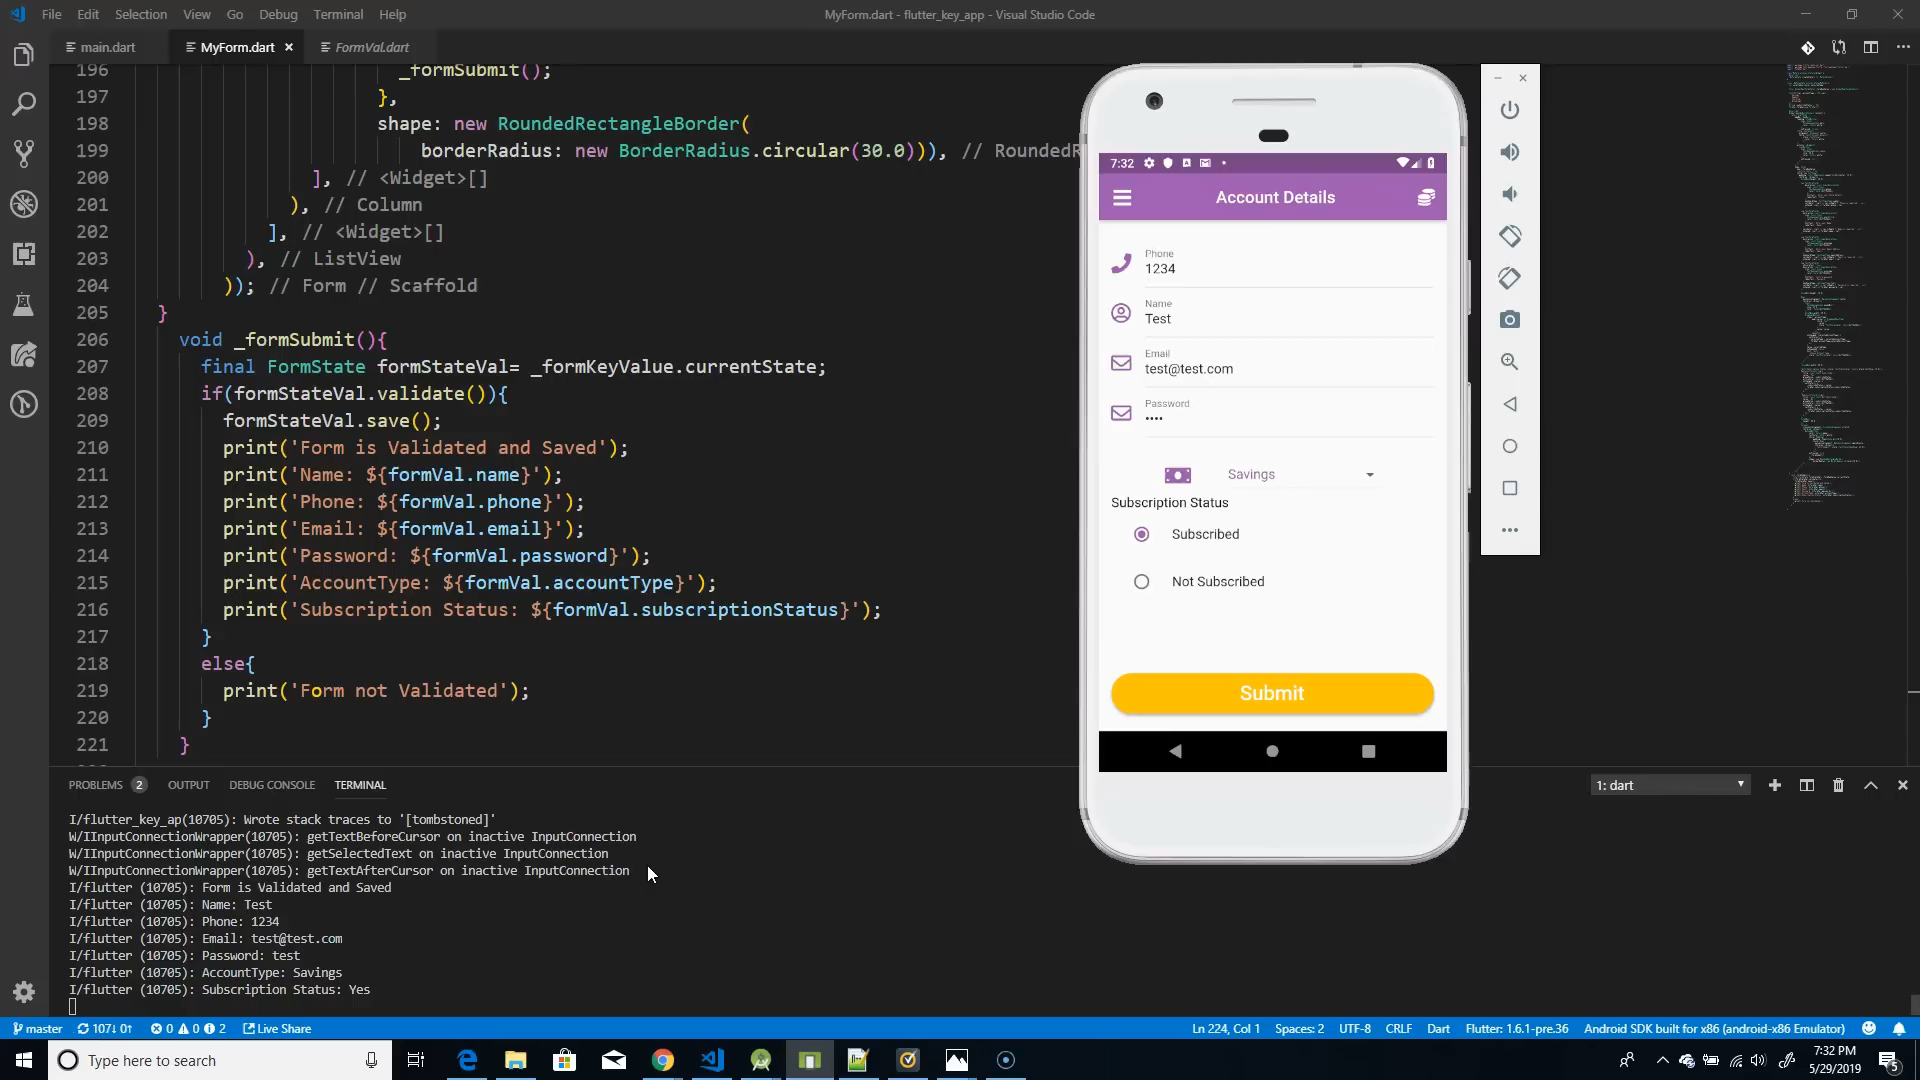 File Edit Selection View Go Debug Terminal Help
MyForm.dart - flutter_key_app - Visual Studio Code
main.dart
MyForm.dart
FormVal.dart
196 _formSubmit();
197 },
198 shape: new RoundedRectangleBorder(
199 borderRadius: new BorderRadius.circular(30.0))), // RoundedR
200 ], // <Widget>[]
201 ), // Column
202 ], // <Widget>[]
203 ), // ListView
204 )); // Form // Scaffold
205 }
206 void _formSubmit(){
207 final FormState formStateVal= _formKeyValue.currentState;
208 if(formStateVal.validate()){
209 formStateVal.save();
210 print('Form is Validated and Saved');
211 print('Name: ${formVal.name}');
212 print('Phone: ${formVal.phone}');
213 print('Email: ${formVal.email}');
214 print('Password: ${formVal.password}');
215 print('AccountType: ${formVal.accountType}');
216 print('Subscription Status: ${formVal.subscriptionStatus}');
217 }
218 else{
219 print('Form not Validated');
220 }
221 }
7:32
Account Details
Phone
1234
Name
Test
Email
test@test.com
Password
••••
Savings
Subscription Status
Subscribed
Not Subscribed
Submit
PROBLEMS 2 OUTPUT DEBUG CONSOLE TERMINAL
1: dart
I/flutter_key_ap(10705): Wrote stack traces to '[tombstoned]'
W/IInputConnectionWrapper(10705): getTextBeforeCursor on inactive InputConnection
W/IInputConnectionWrapper(10705): getSelectedText on inactive InputConnection
W/IInputConnectionWrapper(10705): getTextAfterCursor on inactive InputConnection
I/flutter (10705): Form is Validated and Saved
I/flutter (10705): Name: Test
I/flutter (10705): Phone: 1234
I/flutter (10705): Email: test@test.com
I/flutter (10705): Password: test
I/flutter (10705): AccountType: Savings
I/flutter (10705): Subscription Status: Yes
master 107↓ 0↑ 0 0 2 Live Share
Ln 224, Col 1 Spaces: 2 UTF-8 CRLF Dart Flutter: 1.6.1-pre.36 Android SDK built for x86 (android-x86 Emulator)
Type here to search
7:32 PM
5/29/2019
5